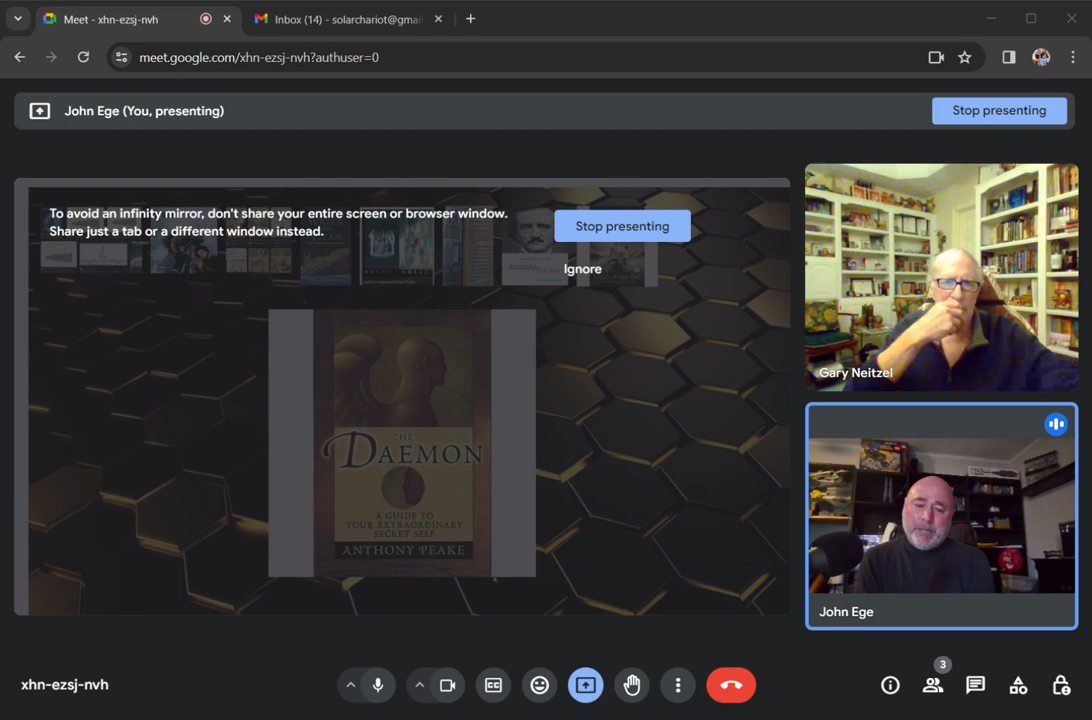 Meet - xhn-ezsj-nvh
Inbox (14) - solarchariot@gmai
meet.google.com/xhn-ezsj-nvh?authuser=0
John Ege (You, presenting)
Stop presenting
To avoid an infinity mirror, don't share your entire screen or browser window.
Share just a tab or a different window instead.
Stop presenting
Ignore
THE
DAEMON
A GUIDE TO
YOUR EXTRAORDINARY
SECRET SELF
ANTHONY PEAKE
Gary Neitzel
John Ege
xhn-ezsj-nvh
CC
3